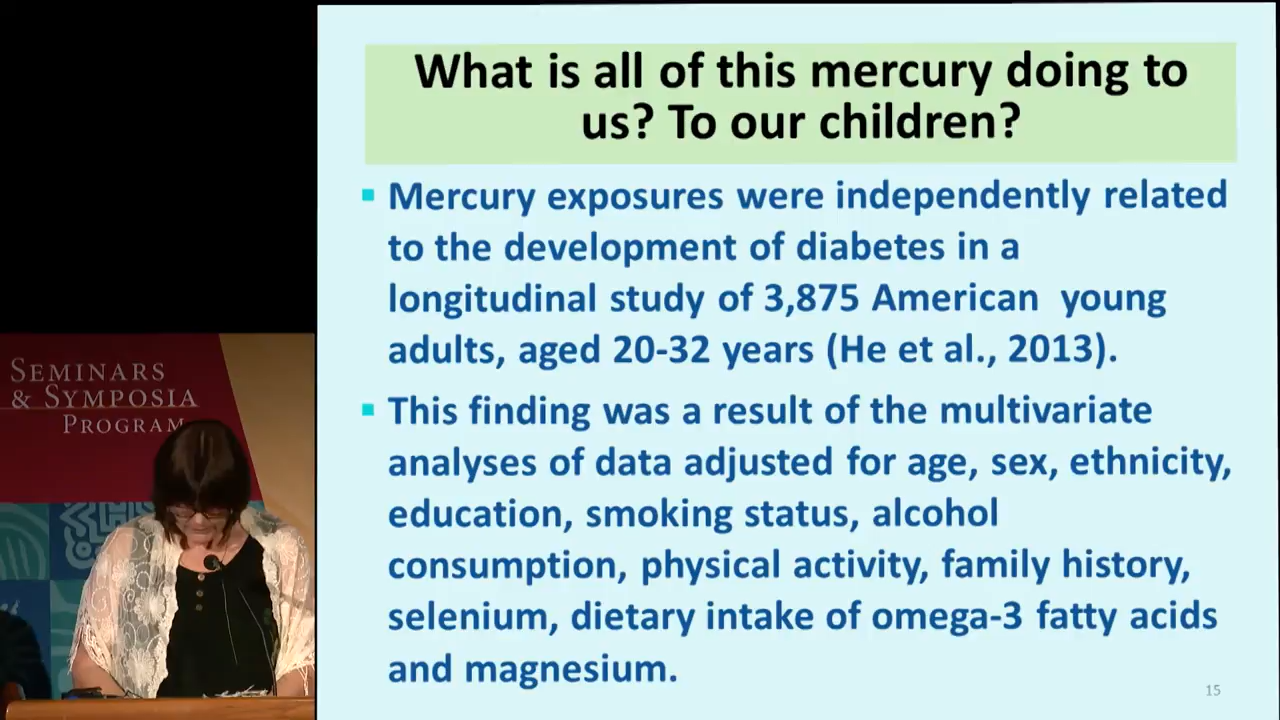 What is all of this mercury doing to
us? To our children?
Mercury exposures were independently related
to the development of diabetes in a
longitudinal study of 3,875 American young
adults, aged 20-32 years (He et al., 2013).
This finding was a result of the multivariate
analyses of data adjusted for age, sex, ethnicity,
education, smoking status, alcohol
consumption, physical activity, family history,
selenium, dietary intake of omega-3 fatty acids
and magnesium.
15
SEMINARS
& SYMPOSIA
PROGRAM